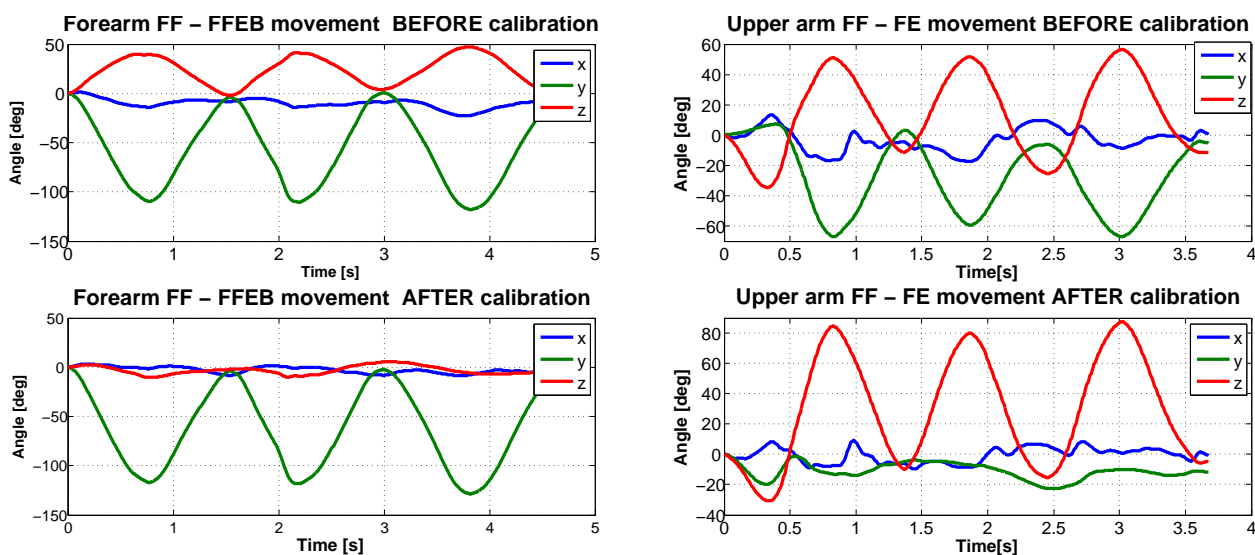 Forearm FF − FFEB movement  BEFORE calibration
Angle [deg]
50
0
−50
−100
−150
0
1
2
3
4
5
Time [s]
x
y
z
Upper arm FF − FE movement BEFORE calibration
Angle [deg]
60
40
20
0
−20
−40
−60
0
0.5
1
1.5
2
2.5
3
3.5
4
Time[s]
x
y
z
Forearm FF − FFEB movement  AFTER calibration
Angle [deg]
50
0
−50
−100
−150
0
1
2
3
4
5
Time [s]
x
y
z
Upper arm FF − FE movement AFTER calibration
Angle [deg]
80
60
40
20
0
−20
−40
0
0.5
1
1.5
2
2.5
3
3.5
4
Time[s]
x
y
z